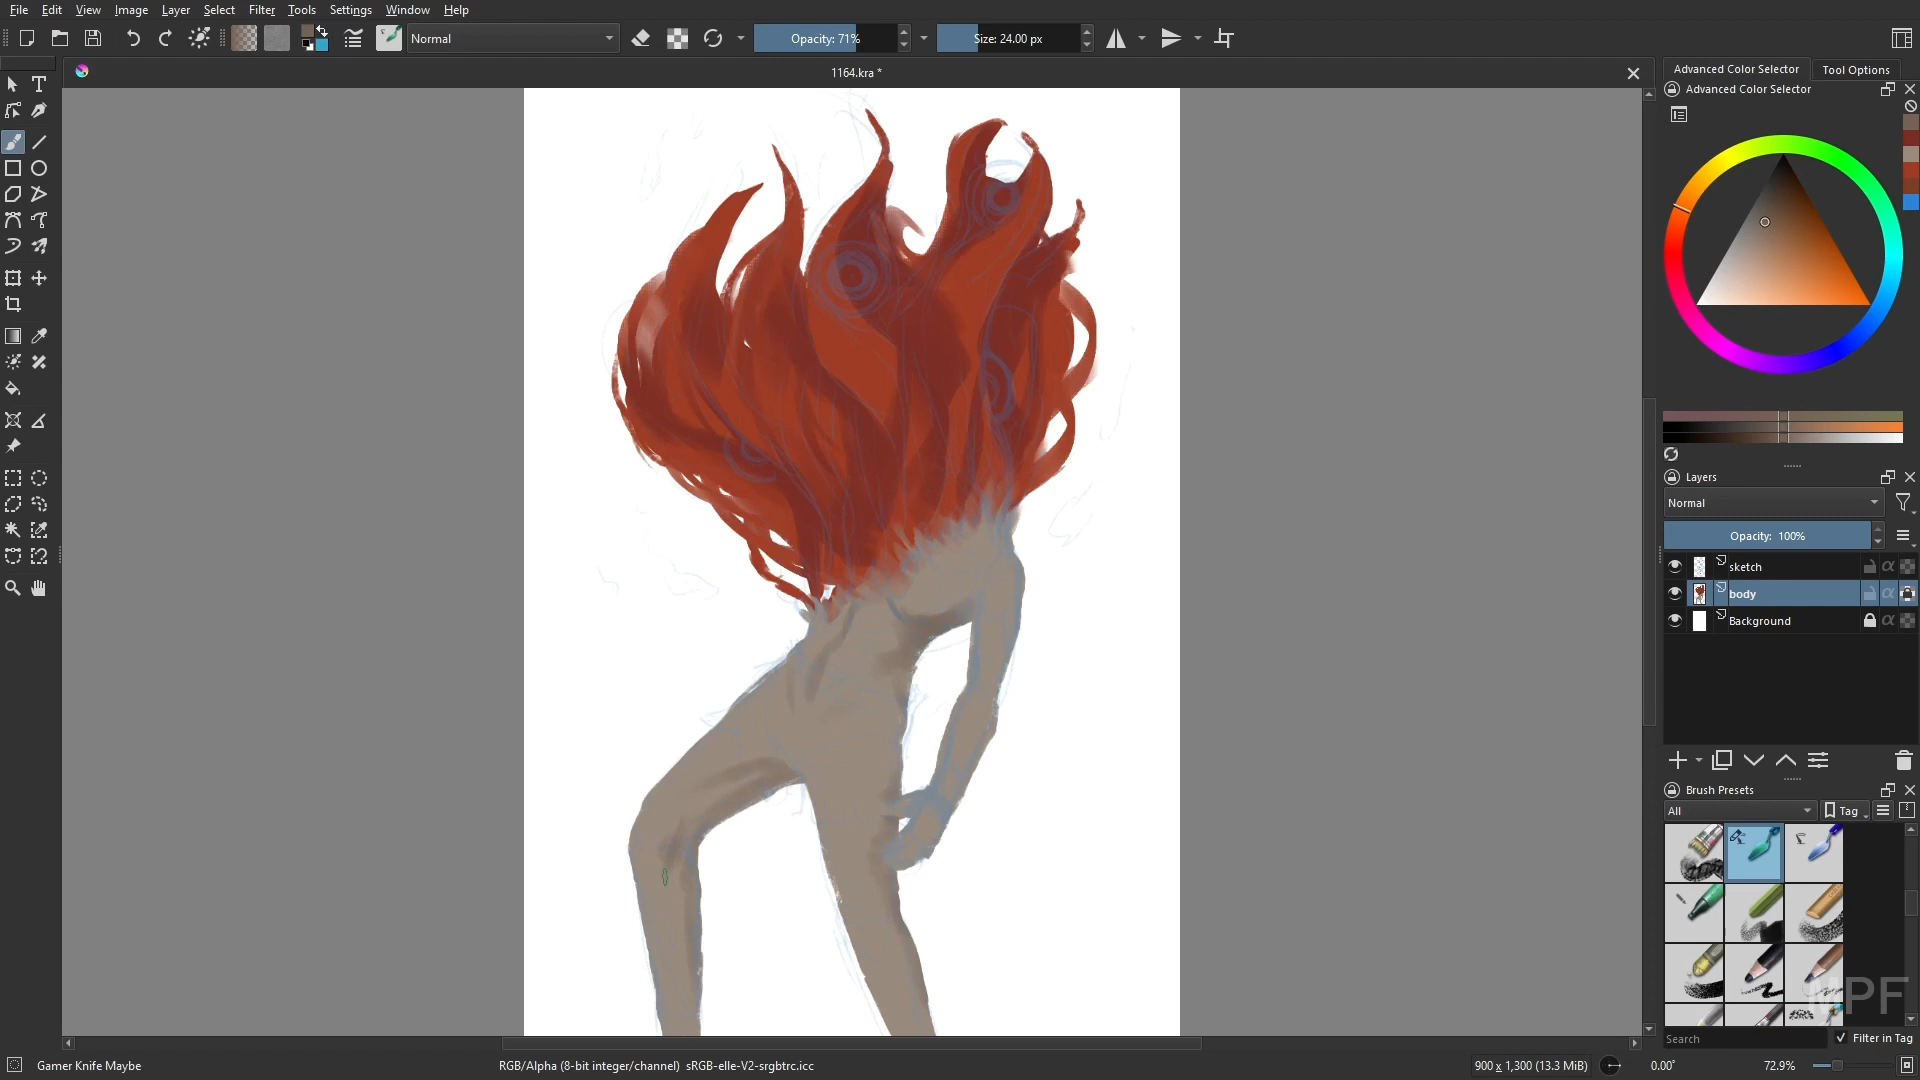 File Edit View Image Layer Select Filter Tools Settings Window Help
Normal
Opacity: 71%
Size: 24.00 px
1164.kra *
Advanced Color Selector
Tool Options
Advanced Color Selector
Layers
Normal
Opacity: 100%
sketch
body
Background
Brush Presets
All
Tag
MPF
Search
Filter in Tag
Gamer Knife Maybe
RGB/Alpha (8-bit integer/channel) sRGB-elle-V2-srgbtrc.icc
900 x 1,300 (13.3 MiB)
0.00°
72.9%